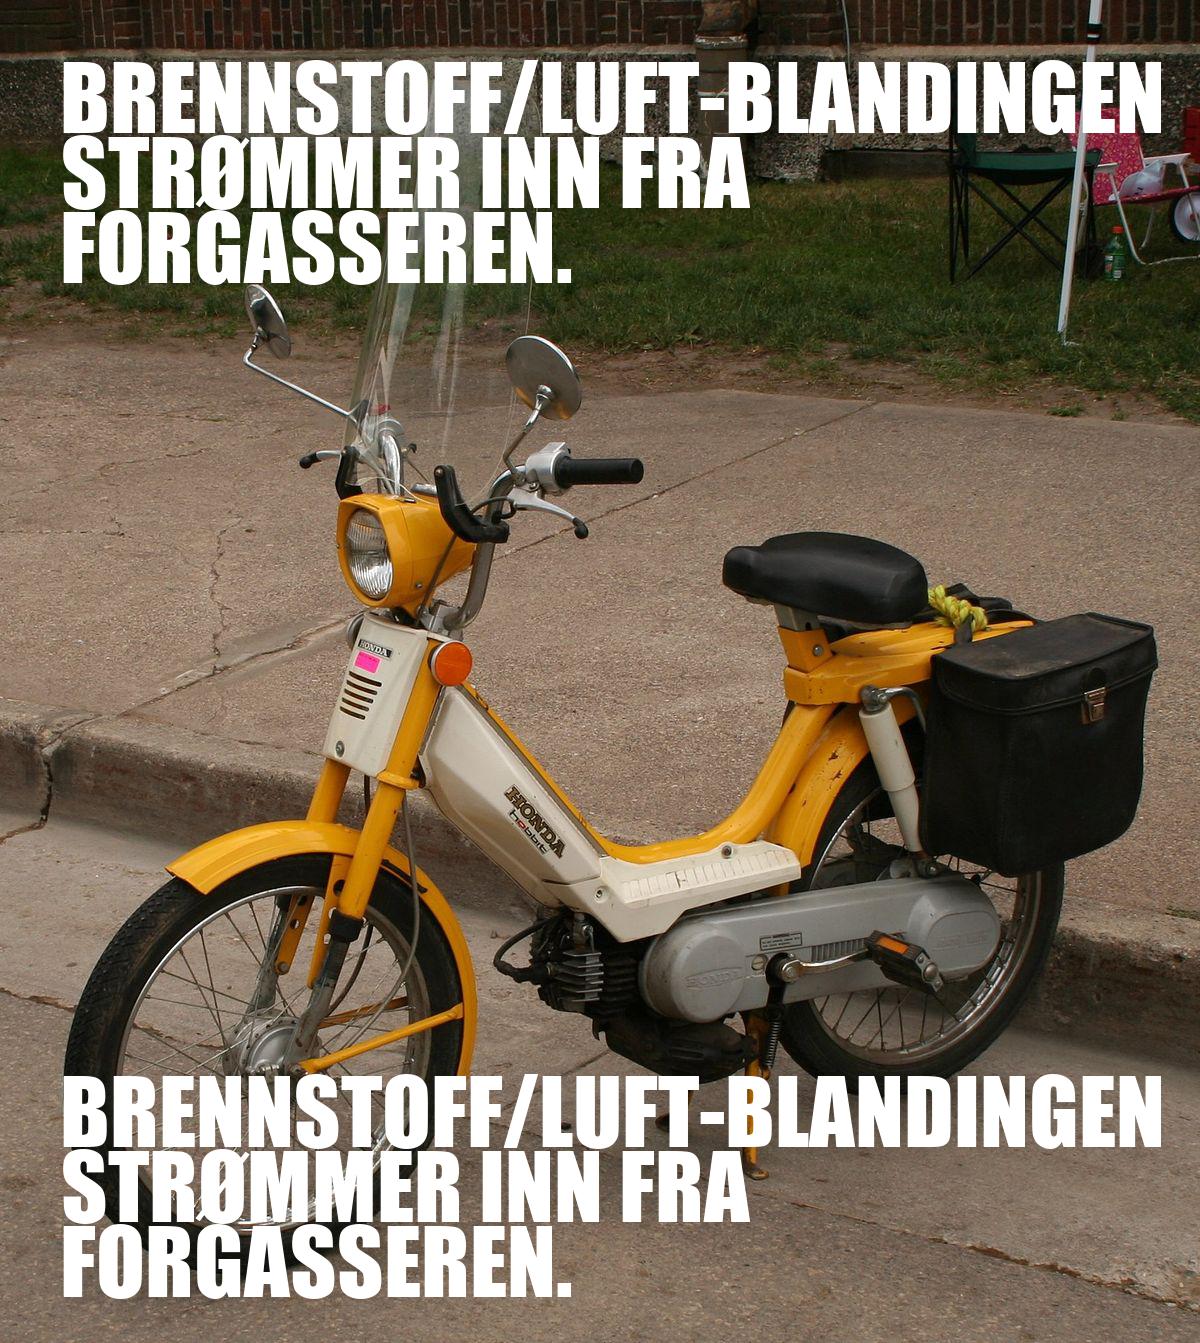 BRENNSTOFF/LUFT-BLANDINGEN
STRØMMER INN FRA
FORGASSEREN.
HONDA
HONDA
hobbit
HONDA
BRENNSTOFF/LUFT-BLANDINGEN
STRØMMER INN FRA
FORGASSEREN.